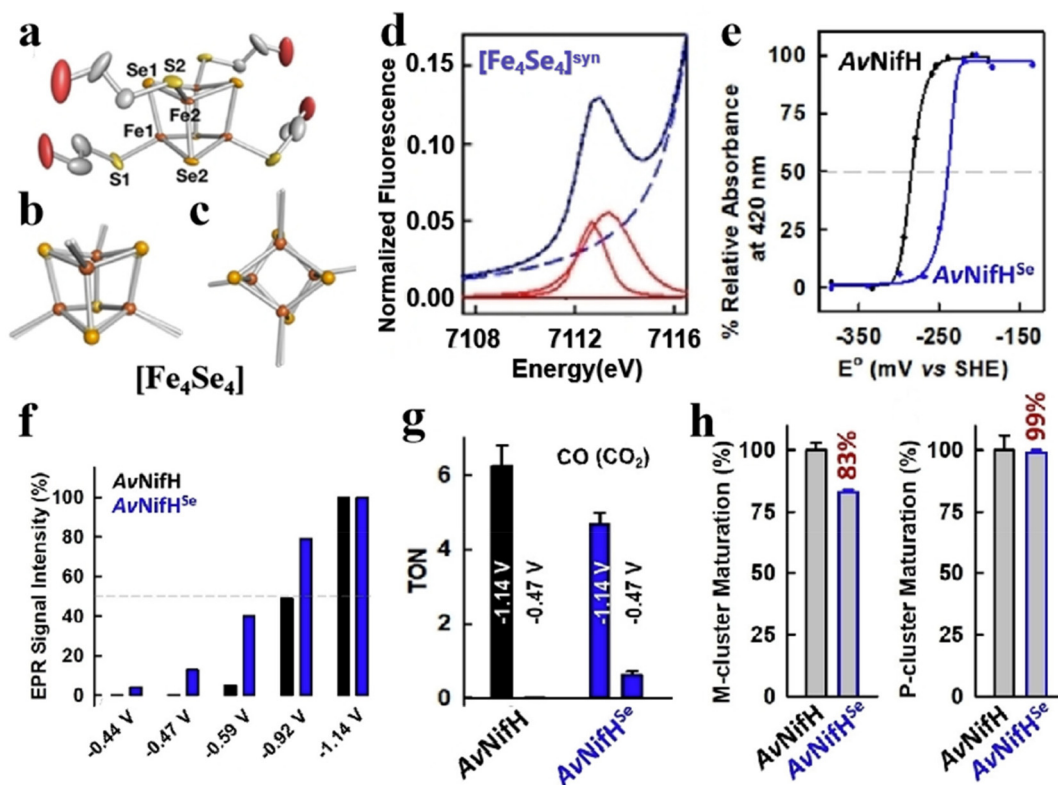 a
Se1
S2
Fe2
Fe1
S1
Se2
b
c
[Fe₄Se₄]
d
[Fe₄Se₄]ˢʸⁿ
Normalized Fluorescence
0.15
0.10
0.05
0.00
7108
7112
7116
Energy(eV)
e
AvNifH
AvNifHˢᵉ
% Relative Absorbance
at 420 nm
100
75
50
25
0
-350
-250
-150
E° (mV vs SHE)
f
AvNifH
AvNifHˢᵉ
EPR Signal Intensity (%)
100
80
60
40
20
0
-0.44 V
-0.47 V
-0.59 V
-0.92 V
-1.14 V
g
CO (CO₂)
TON
6
4
2
0
-1.14 V
-0.47 V
-1.14 V
-0.47 V
AvNifH
AvNifHˢᵉ
h
M-cluster Maturation (%)
100
75
50
25
0
83%
AvNifH
AvNifHˢᵉ
P-cluster Maturation (%)
100
75
50
25
0
99%
AvNifH
AvNifHˢᵉ